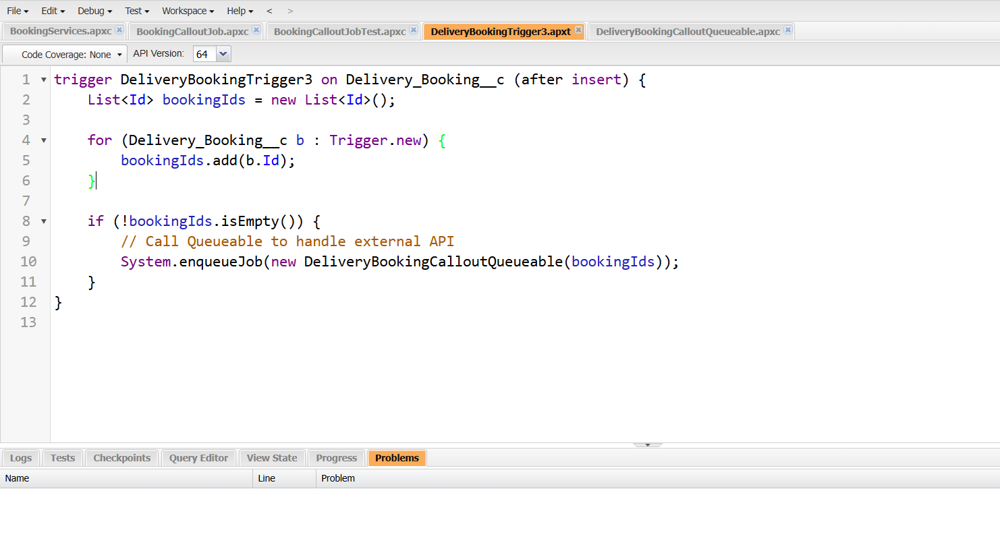 File Edit Debug Test Workspace Help < >
BookingServices.apxc BookingCalloutJob.apxc BookingCalloutJobTest.apxc DeliveryBookingTrigger3.apxt DeliveryBookingCalloutQueueable.apxc
Code Coverage: None API Version: 64
1 trigger DeliveryBookingTrigger3 on Delivery_Booking__c (after insert) {
2     List<Id> bookingIds = new List<Id>();
3
4     for (Delivery_Booking__c b : Trigger.new) {
5         bookingIds.add(b.Id);
6     }
7
8     if (!bookingIds.isEmpty()) {
9         // Call Queueable to handle external API
10         System.enqueueJob(new DeliveryBookingCalloutQueueable(bookingIds));
11     }
12 }
13
Logs Tests Checkpoints Query Editor View State Progress Problems
Name Line Problem